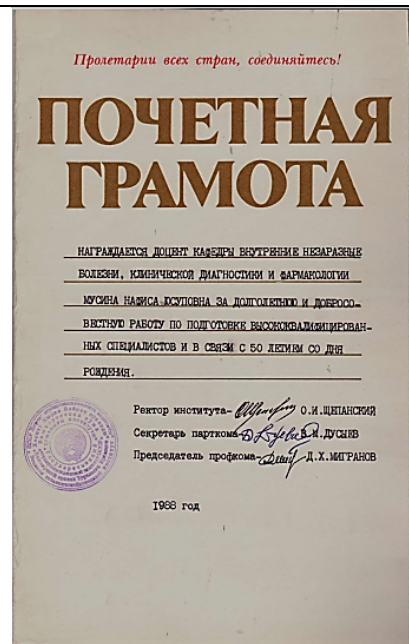 Пролетарии всех стран, соединяйтесь!
ПОЧЕТНАЯ
ГРАМОТА
НАГРАЖДАЕТСЯ ДОЦЕНТ КАФЕДРЫ ВНУТРЕННИЕ НЕЗАРАЗНЫЕ
БОЛЕЗНИ, КЛИНИЧЕСКОЙ ДИАГНОСТИКИ И ФАРМАКОЛОГИИ
МУСИНА НАФИСА ЮСУПОВНА ЗА ДОЛГОЛЕТНЮЮ И ДОБРОСО-
ВЕСТНУЮ РАБОТУ ПО ПОДГОТОВКЕ ВЫСОКОКВАЛИФИЦИРОВАН-
НЫХ СПЕЦИАЛИСТОВ И В СВЯЗИ С 50 ЛЕТИЕМ СО ДНЯ
РОЖДЕНИЯ.
Ректор института- О.И.ЩЕПАНСКИЙ
Секретарь парткома- В.М.ДУСЫЕВ
Председатель профкома- Д.Х.МИГРАНОВ
1988 год